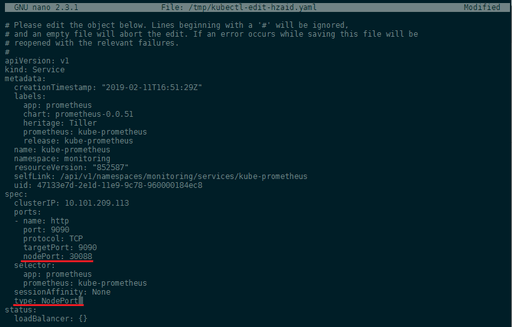 GNU nano 2.3.1 File: /tmp/kubectl-edit-hzaid.yaml Modified
# Please edit the object below. Lines beginning with a '#' will be ignored,
# and an empty file will abort the edit. If an error occurs while saving this file will be
# reopened with the relevant failures.
#
apiVersion: v1
kind: Service
metadata:
  creationTimestamp: "2019-02-11T16:51:29Z"
  labels:
    app: prometheus
    chart: prometheus-0.0.51
    heritage: Tiller
    prometheus: kube-prometheus
    release: kube-prometheus
  name: kube-prometheus
  namespace: monitoring
  resourceVersion: "852587"
  selfLink: /api/v1/namespaces/monitoring/services/kube-prometheus
  uid: 47133e7d-2e1d-11e9-9c78-960000184ec8
spec:
  clusterIP: 10.101.209.113
  ports:
  - name: http
    port: 9090
    protocol: TCP
    targetPort: 9090
    nodePort: 30088
  selector:
    app: prometheus
    prometheus: kube-prometheus
  sessionAffinity: None
  type: NodePort
status:
  loadBalancer: {}